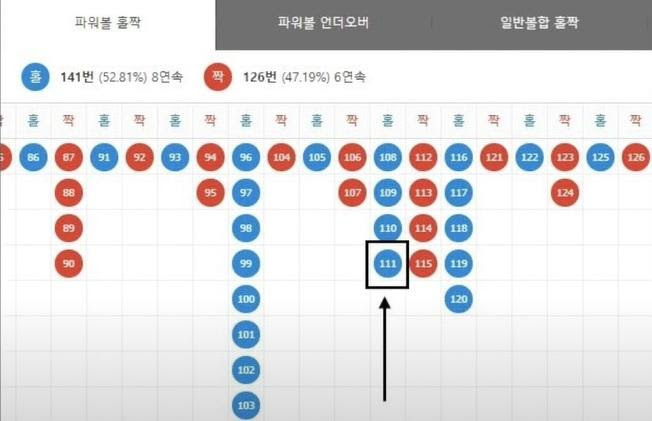 파워볼 홀짝 파워볼 언더오버 일반볼합 홀짝
홀 141번 (52.81%) 8연속 짝 126번 (47.19%) 6연속
홀 짝 홀 짝 홀 짝 홀 짝 홀 짝 홀 짝 홀 짝 홀 짝 홀 짝
86 87 91 92 93 94 96 104 105 106 108 112 116 121 122 123 125 126
88 95 97 107 109 113 117 124
89 98 110 114 118
90 99 111 115 119
100 120
101
102
103